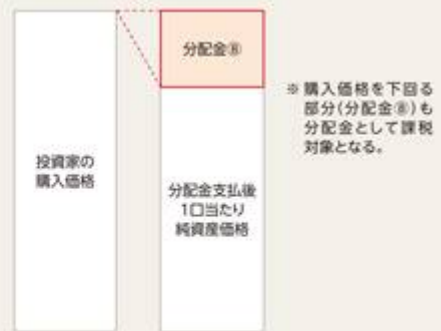 分配金Ⓑ
※購入価格を下回る
部分(分配金Ⓑ)も
分配金として課税
対象となる。
投資家の
購入価格
分配金支払後
1口当たり
純資産価格